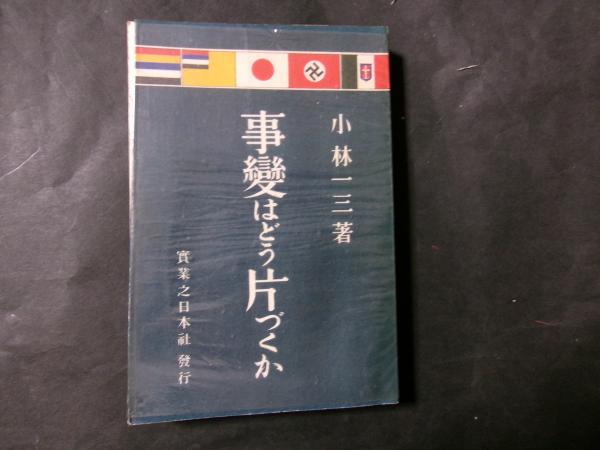 小林一三著
事變はどう片づくか
實業之日本社 發行